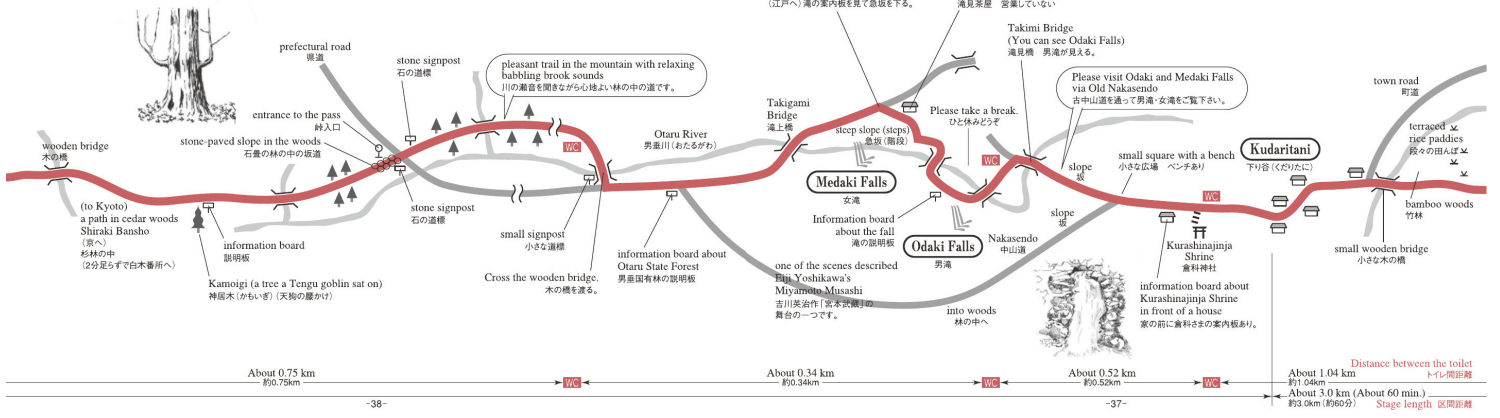 （江戸へ）滝の案内板を見て急坂を下る。
滝見茶屋　営業していない
prefectural road
県道
stone signpost
石の道標
pleasant trail in the mountain with relaxing
babbling brook sounds
川の瀬音を聞きながら心地よい林の中の道です。
Takimi Bridge
(You can see Odaki Falls)
滝見橋　男滝が見える。
Please visit Odaki and Medaki Falls
via Old Nakasendo
古中山道を通って男滝・女滝をご覧下さい。
town road
町道
entrance to the pass
峠入口
stone-paved slope in the woods
石畳の林の中の坂道
wooden bridge
木の橋
WC
Otaru River
男垂川（おたるがわ）
Takigami
Bridge
滝上橋
steep slope (steps)
急坂（階段）
Please take a break.
ひと休みどうぞ
WC
slope
坂
small square with a bench
小さな広場　ベンチあり
Kudaritani
下り谷（くだりたに）
terraced
rice paddies
段々の田んぼ
(to Kyoto)
a path in cedar woods
Shiraki Bansho
（京へ）
杉林の中
（2分足らずで白木番所へ）
information board
説明板
Kamoigi (a tree a Tengu goblin sat on)
神居木（かもいぎ）（天狗の腰かけ）
stone signpost
石の道標
small signpost
小さな道標
Cross the wooden bridge.
木の橋を渡る。
information board about
Otaru State Forest
男垂国有林の説明板
Medaki Falls
女滝
Information board
about the fall
滝の説明板
Odaki Falls
男滝
Nakasendo
中山道
slope
坂
one of the scenes described
Eiji Yoshikawa's
Miyamoto Musashi
吉川英治作「宮本武蔵」の
舞台の一つです。
into woods
林の中へ
WC
Kurashinajinja
Shrine
倉科神社
information board about
Kurashinajinja Shrine
in front of a house
家の前に倉科さまの案内板あり。
bamboo woods
竹林
small wooden bridge
小さな木の橋
Distance between the toilet
トイレ間距離
About 0.75 km
約0.75km
WC
About 0.34 km
約0.34km
WC
About 0.52 km
約0.52km
WC
About 1.04 km
約1.04km
About 3.0 km (About 60 min.)
約3.0km（約60分）
Stage length 区間距離
-38-
-37-